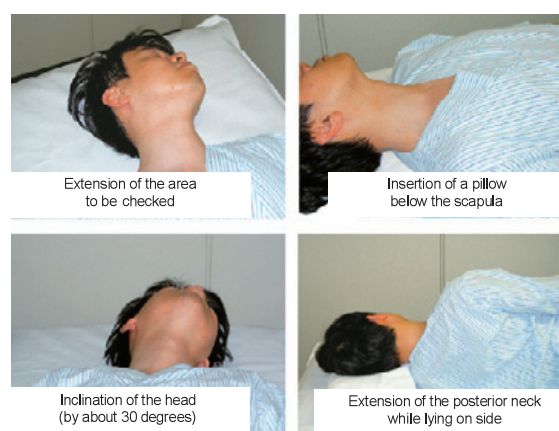 Extension of the area
to be checked
Insertion of a pillow
below the scapula
Inclination of the head
(by about 30 degrees)
Extension of the posterior neck
while lying on side